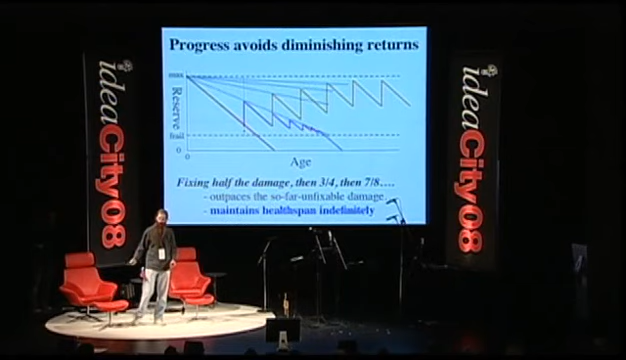 Progress avoids diminishing returns
max
Reserve
frail
0
0
Age
Fixing half the damage, then 3/4, then 7/8....
- outpaces the so-far-unfixable damage
- maintains healthspan indefinitely
ideaCity08
ideaCity08